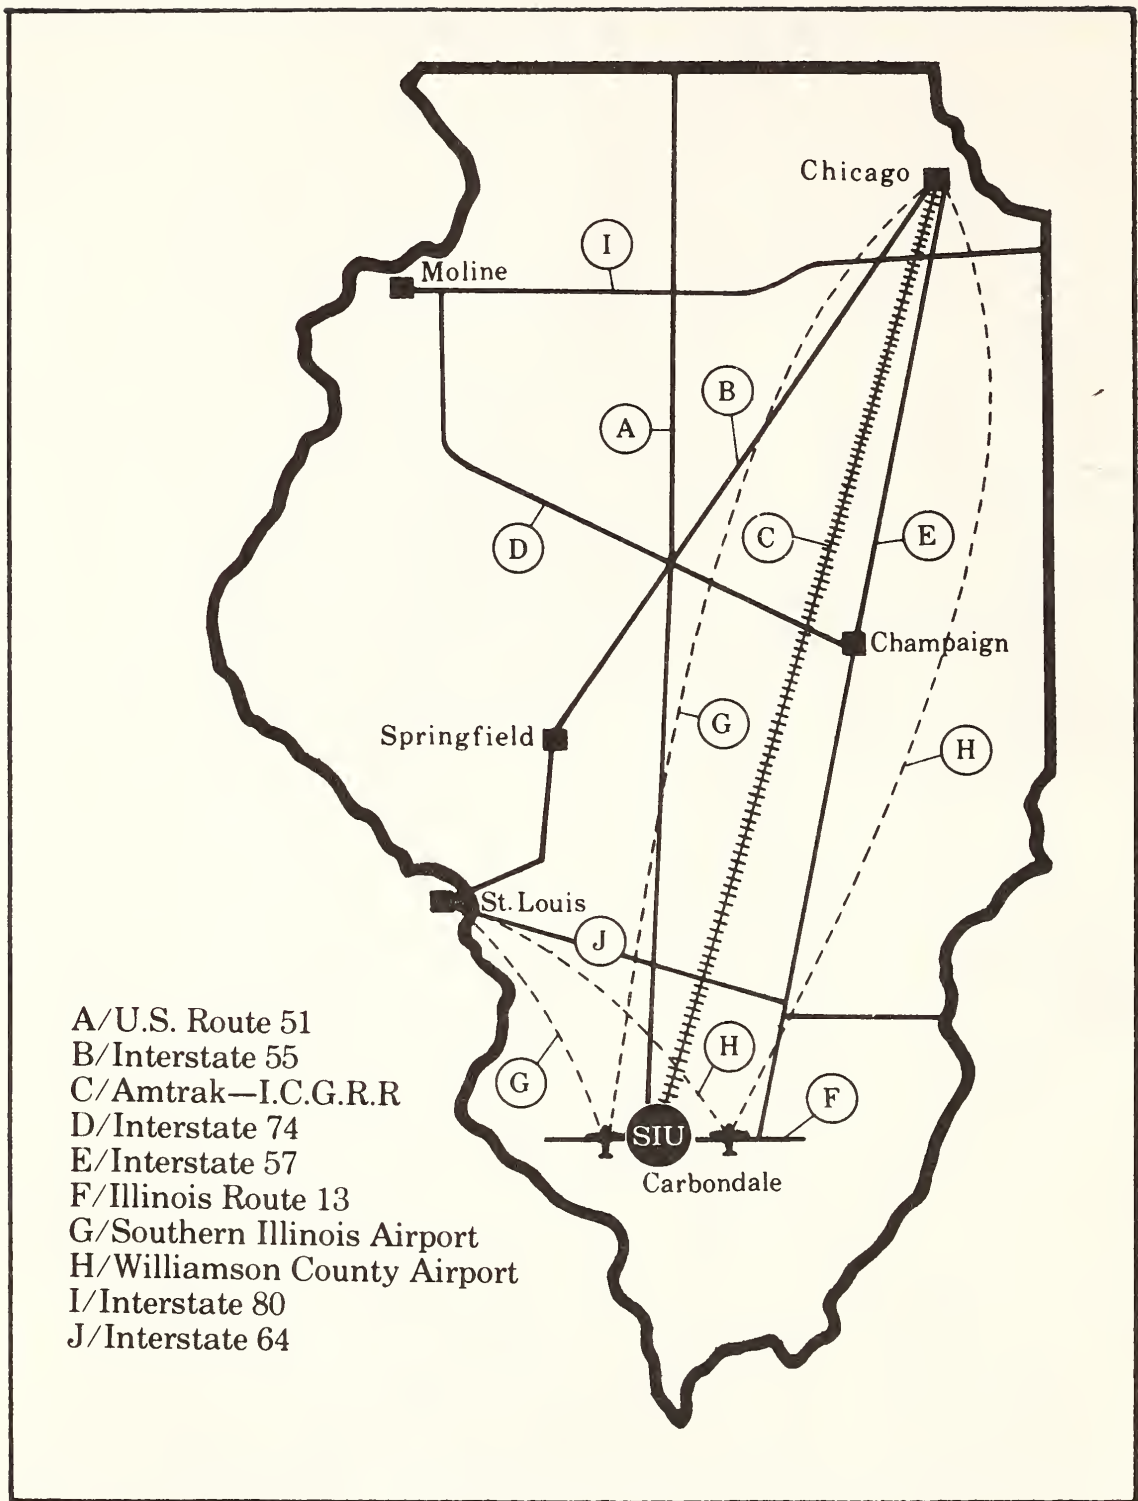 Chicago
I
Moline
B
A
C
E
D
Champaign
G
Springfield
H
St. Louis
J
A/U.S. Route 51
H
B/Interstate 55
G
F
C/Amtrak—I.C.G.R.R
SIU
D/Interstate 74
E/Interstate 57
Carbondale
F/Illinois Route 13
G/Southern Illinois Airport
H/Williamson County Airport
I/Interstate 80
J/Interstate 64